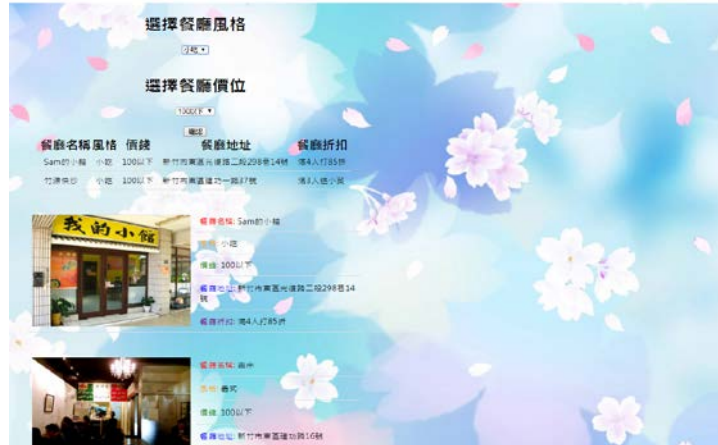 選擇餐廳風格
小吃
選擇餐廳價位
100以下
確認
餐廳名稱 風格 價錢 餐廳地址 餐廳折扣
Sam的小舖 小吃 100以下 新竹市東區光復路二段298巷14號 滿4人打85折
小吃 100以下 新竹市東區建功一路37號 滿3人送小菜
我的小館
餐廳名稱: Sam的小舖
風格: 小吃
價錢: 100以下
餐廳地址: 新竹市東區光復路二段298巷14
號
餐廳折扣: 滿4人打85折
餐廳名稱:
風格: 義式
價錢: 100以下
餐廳地址: 新竹市東區建功路16號